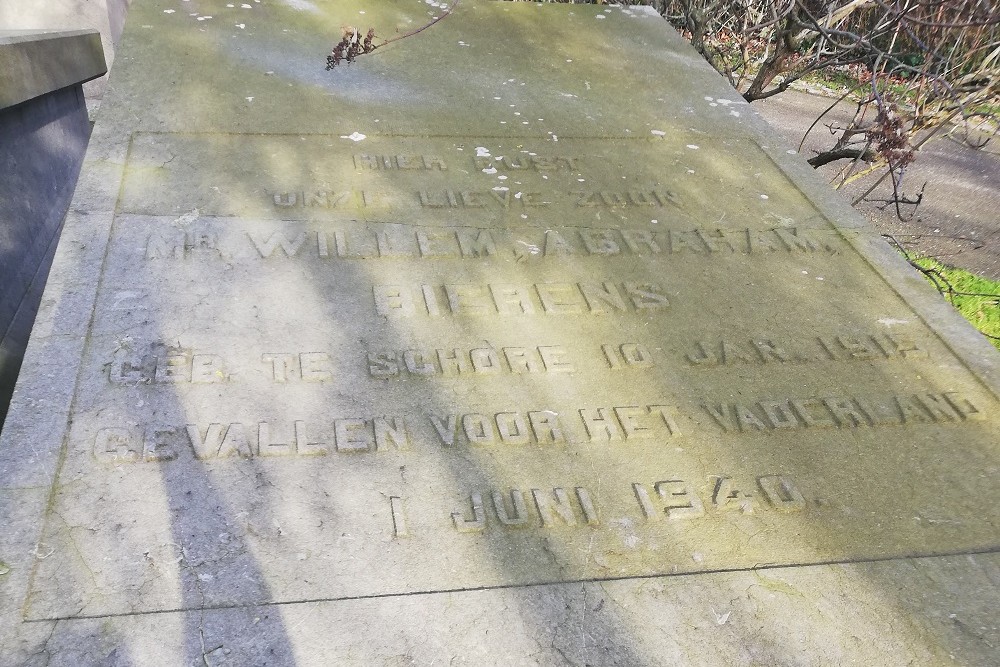 HIER RUST
ONZE LIEVE ZOON
MR. WILLEM, ABRAHAM,
BIERENS
GEB. TE SCHORE 10 JAN. 1915
GEVALLEN VOOR HET VADERLAND
1 JUNI 1940.